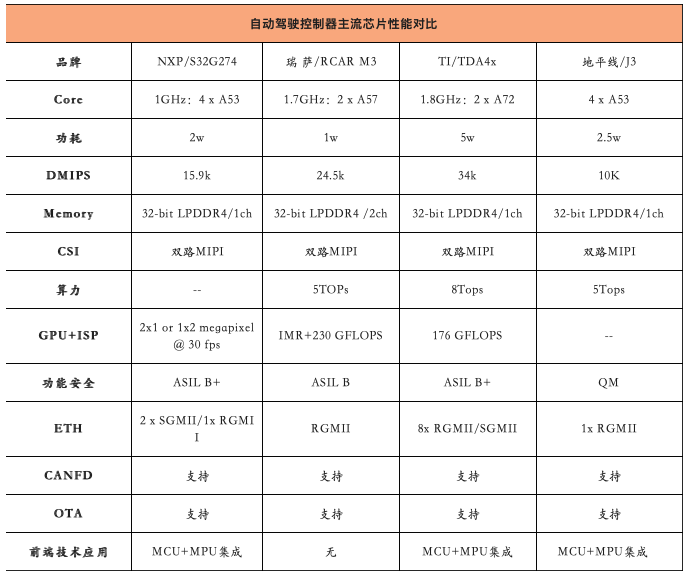 自动驾驶控制器主流芯片性能对比
品牌 NXP/S32G274 瑞 萨/RCAR M3 TI/TDA4x 地平线/J3
Core 1GHz：4 x A53 1.7GHz：2 x A57 1.8GHz：2 x A72 4 x A53
功耗 2w 1w 5w 2.5w
DMIPS 15.9k 24.5k 34k 10K
Memory 32-bit LPDDR4/1ch 32-bit LPDDR4 /2ch 32-bit LPDDR4/1ch 32-bit LPDDR4/1ch
CSI 双路MIPI 双路MIPI 双路MIPI 双路MIPI
算力 -- 5TOPs 8Tops 5Tops
GPU+ISP 2x1 or 1x2 megapixel @ 30 fps IMR+230 GFLOPS 176 GFLOPS --
功能安全 ASIL B+ ASIL B ASIL B+ QM
ETH 2 x SGMII/1x RGMII RGMII 8x RGMII/SGMII 1x RGMII
CANFD 支持 支持 支持 支持
OTA 支持 支持 支持 支持
前端技术应用 MCU+MPU集成 无 MCU+MPU集成 MCU+MPU集成